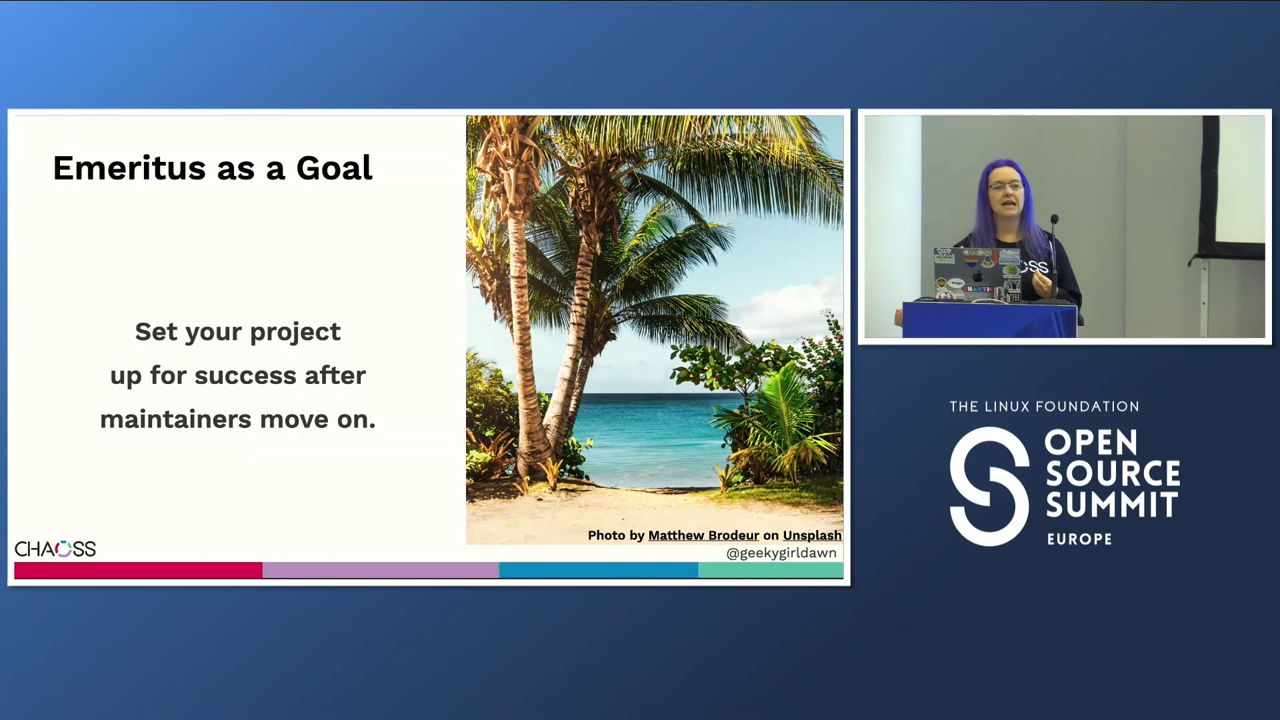 Emeritus as a Goal
Set your project
up for success after
maintainers move on.
Photo by Matthew Brodeur on Unsplash
@geekygirldawn
CHAOSS
THE LINUX FOUNDATION
OPEN
SOURCE
SUMMIT
EUROPE